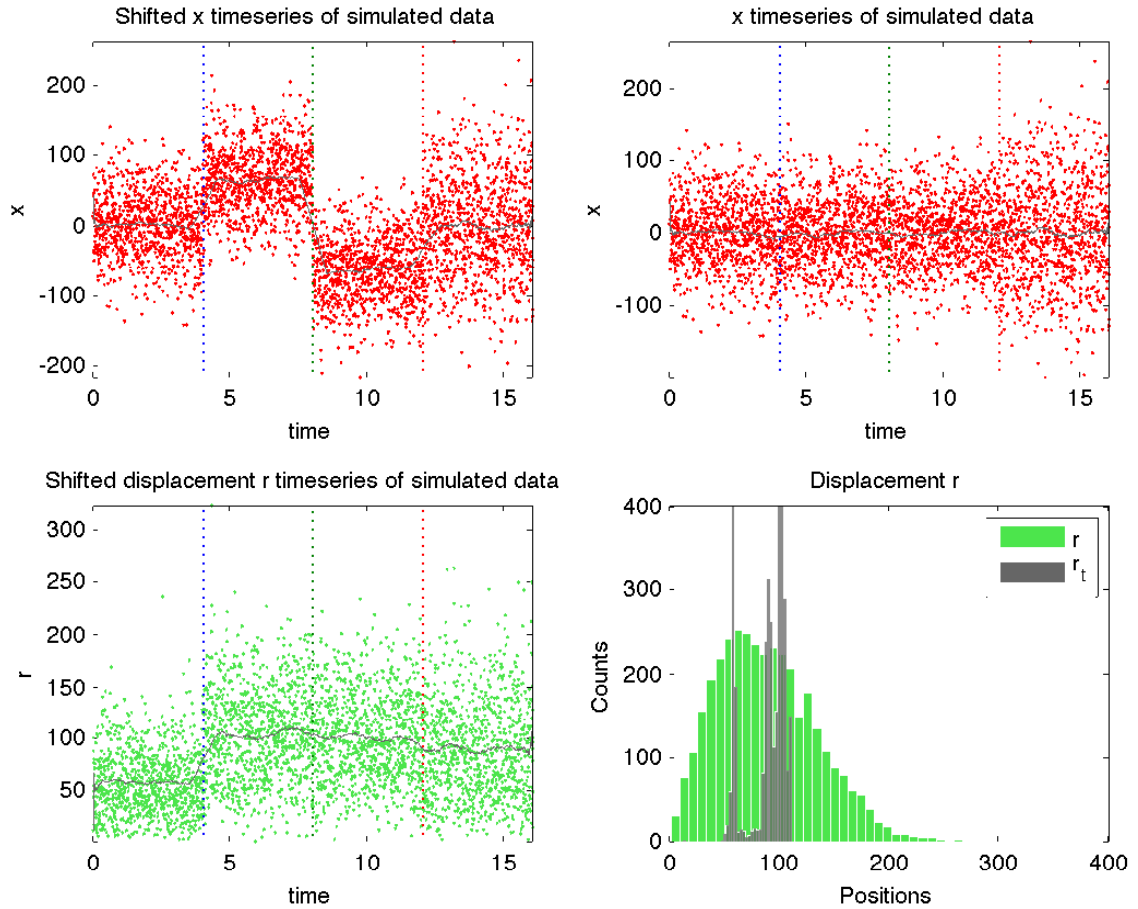 Shifted x timeseries of simulated data
x timeseries of simulated data
200
100
0
-100
-200
x
0 5 10 15
time
200
100
0
-100
x
0 5 10 15
time
Shifted displacement r timeseries of simulated data
Displacement r
300
250
200
150
100
50
r
0 5 10 15
time
400
300
200
100
0
Counts
r
r_t
0 100 200 300 400
Positions